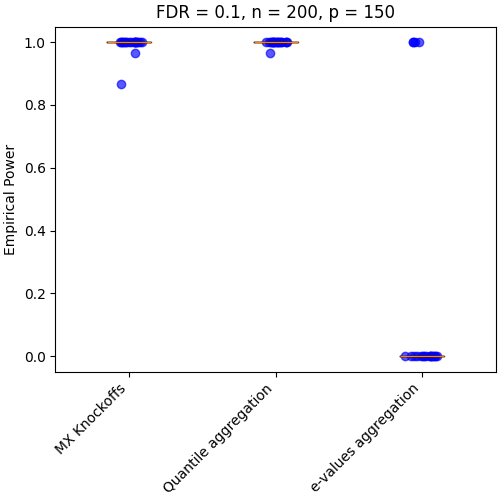 FDR = 0.1, n = 200, p = 150
Empirical Power
1.0
0.8
0.6
0.4
0.2
0.0
MX Knockoffs
Quantile aggregation
e-values aggregation